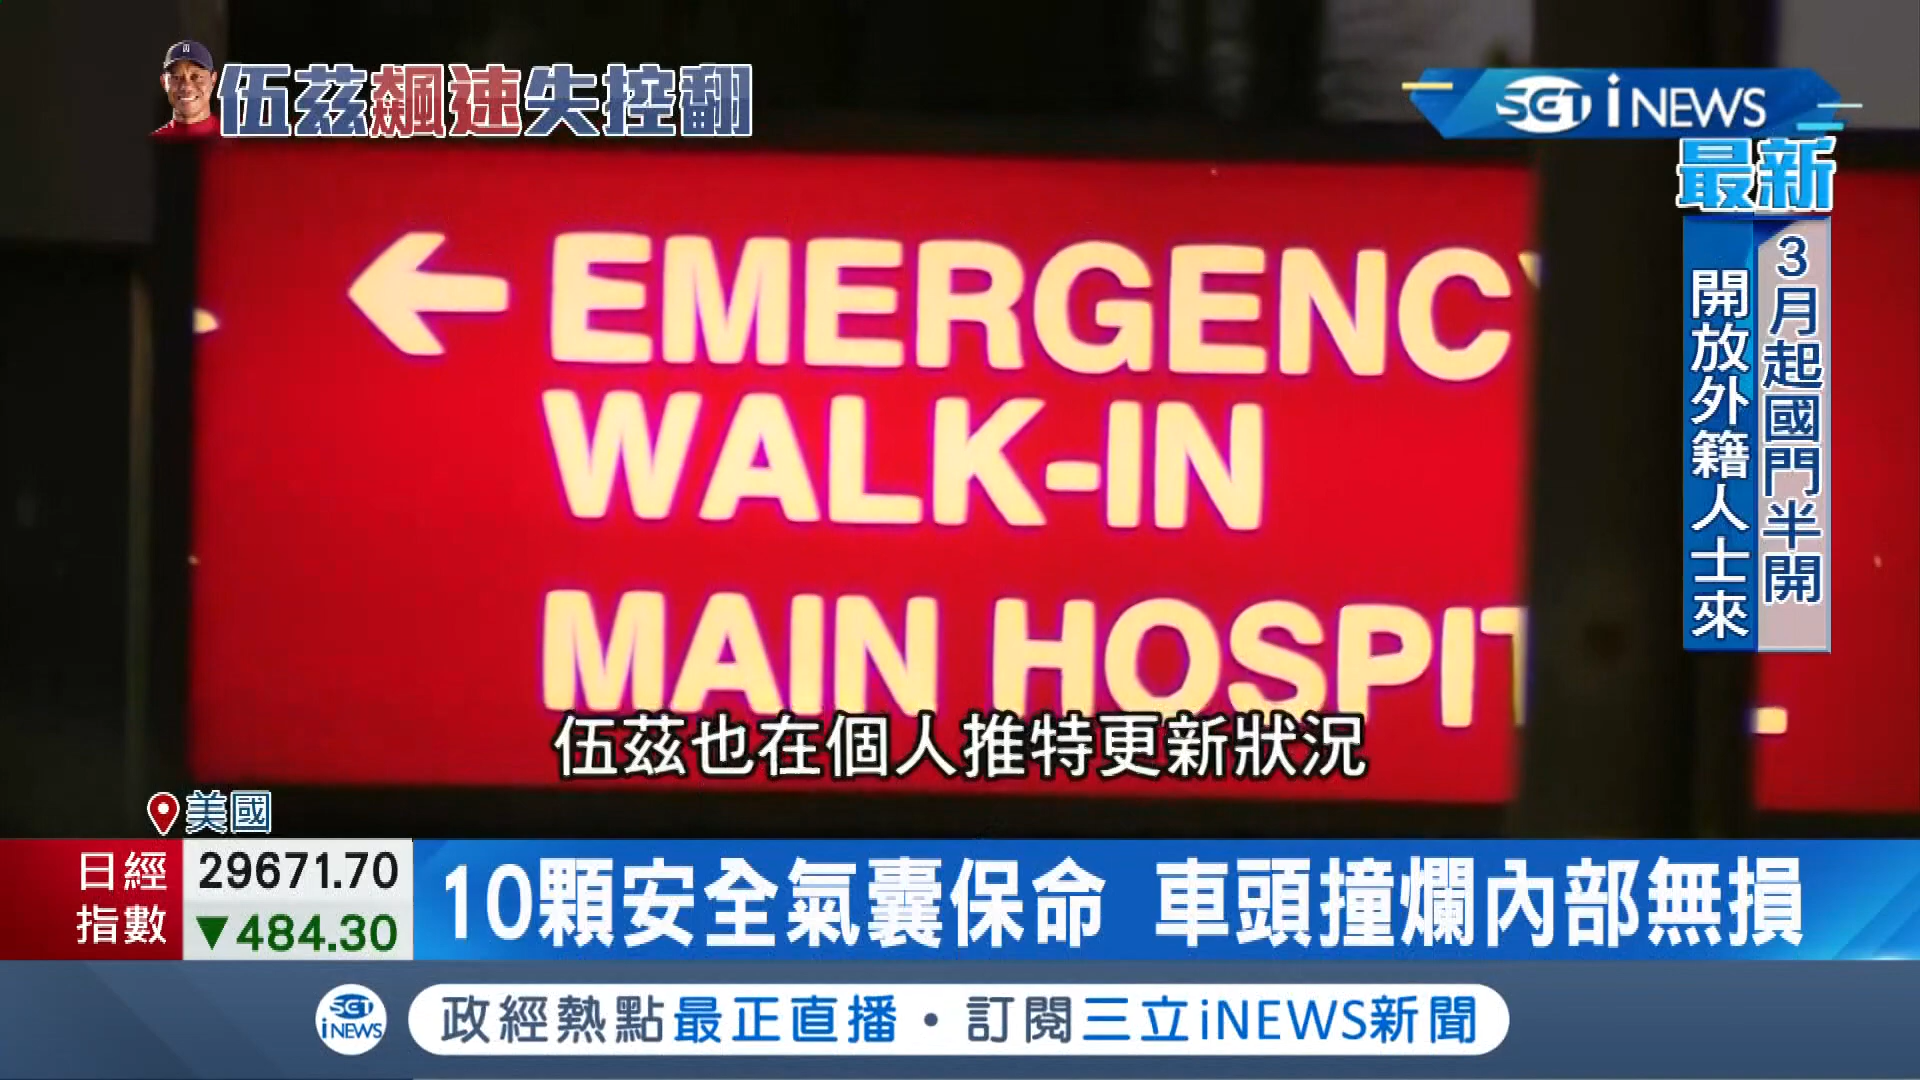 伍茲飆速失控翻
SET iNEWS
最新
3月起國門半開
開放外籍人士來
← EMERGENCY
WALK-IN
MAIN HOSPIT
伍茲也在個人推特更新狀況
美國
日經指數
29671.70
▼484.30
10顆安全氣囊保命 車頭撞爛內部無損
SET iNEWS
政經熱點最正直播・訂閱三立iNEWS新聞